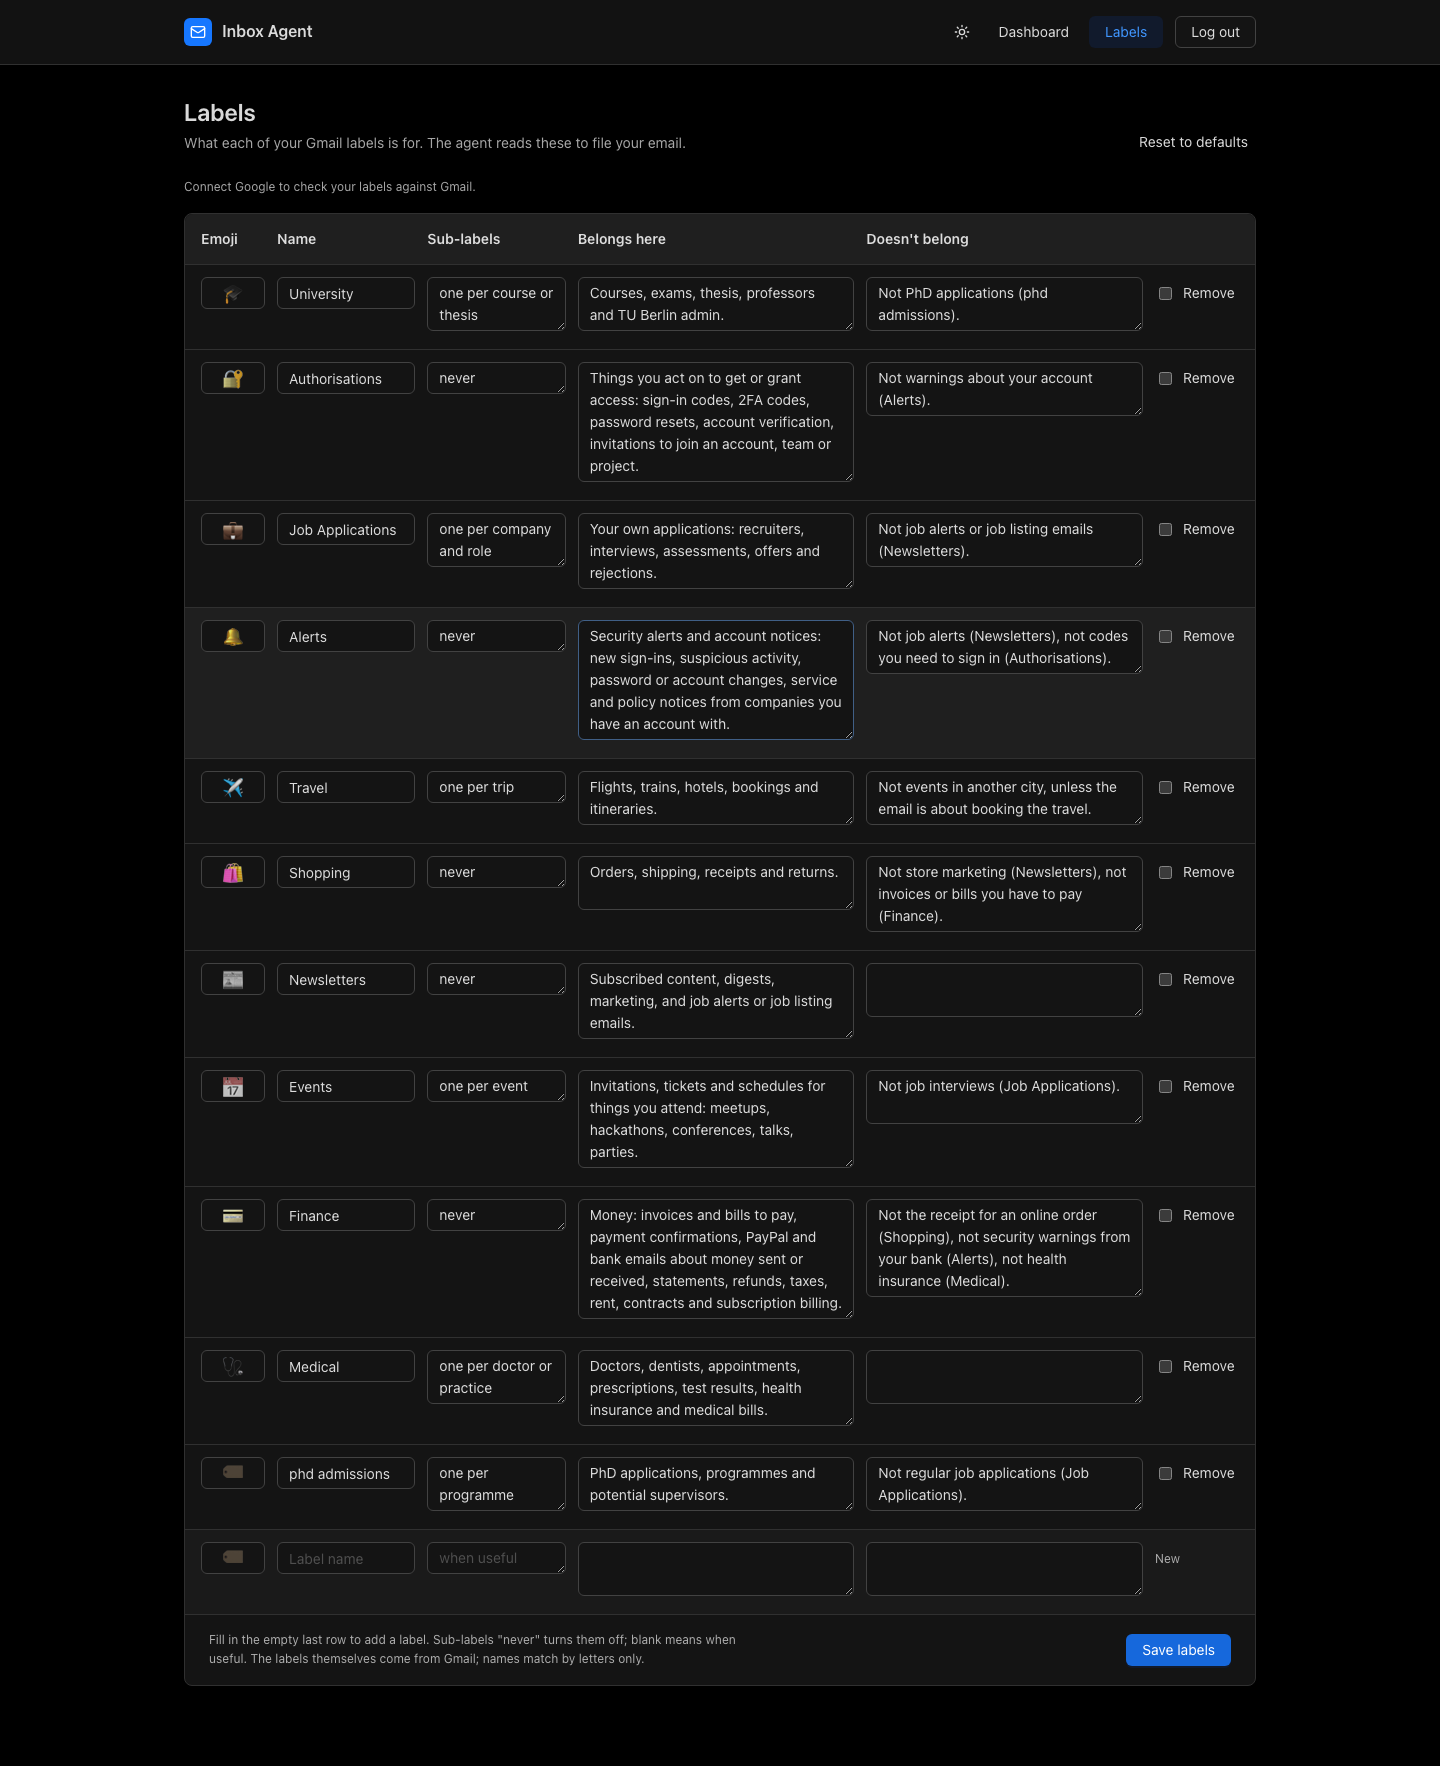 Inbox Agent
Dashboard
Labels
Log out
Labels
What each of your Gmail labels is for. The agent reads these to file your email.
Reset to defaults
Connect Google to check your labels against Gmail.
Emoji
Name
Sub-labels
Belongs here
Doesn't belong
University
one per course or
thesis
Courses, exams, thesis, professors
and TU Berlin admin.
Not PhD applications (phd
admissions).
Remove
Authorisations
never
Things you act on to get or grant
access: sign-in codes, 2FA codes,
password resets, account verification,
invitations to join an account, team or
project.
Not warnings about your account
(Alerts).
Remove
Job Applications
one per company
and role
Your own applications: recruiters,
interviews, assessments, offers and
rejections.
Not job alerts or job listing emails
(Newsletters).
Remove
Alerts
never
Security alerts and account notices:
new sign-ins, suspicious activity,
password or account changes, service
and policy notices from companies you
have an account with.
Not job alerts (Newsletters), not codes
you need to sign in (Authorisations).
Remove
Travel
one per trip
Flights, trains, hotels, bookings and
itineraries.
Not events in another city, unless the
email is about booking the travel.
Remove
Shopping
never
Orders, shipping, receipts and returns.
Not store marketing (Newsletters), not
invoices or bills you have to pay
(Finance).
Remove
Newsletters
never
Subscribed content, digests,
marketing, and job alerts or job listing
emails.
Remove
17
Events
one per event
Invitations, tickets and schedules for
things you attend: meetups,
hackathons, conferences, talks,
parties.
Not job interviews (Job Applications).
Remove
Finance
never
Money: invoices and bills to pay,
payment confirmations, PayPal and
bank emails about money sent or
received, statements, refunds, taxes,
rent, contracts and subscription billing.
Not the receipt for an online order
(Shopping), not security warnings from
your bank (Alerts), not health
insurance (Medical).
Remove
Medical
one per doctor or
practice
Doctors, dentists, appointments,
prescriptions, test results, health
insurance and medical bills.
Remove
phd admissions
one per
programme
PhD applications, programmes and
potential supervisors.
Not regular job applications (Job
Applications).
Remove
Label name
when useful
New
Fill in the empty last row to add a label. Sub-labels "never" turns them off; blank means when
useful. The labels themselves come from Gmail; names match by letters only.
Save labels